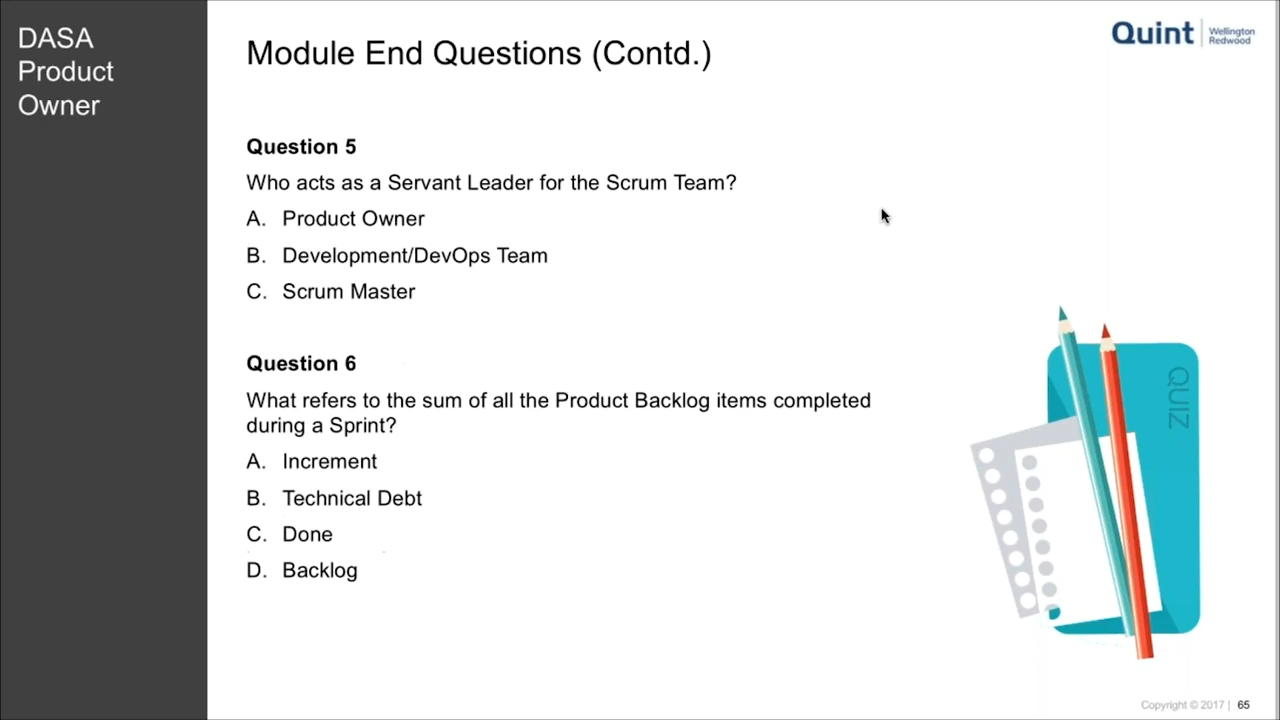 DASA
Product
Owner
Module End Questions (Contd.)
Quint
Wellington
Redwood
Question 5
Who acts as a Servant Leader for the Scrum Team?
A. Product Owner
B. Development/DevOps Team
C. Scrum Master
Question 6
What refers to the sum of all the Product Backlog items completed
during a Sprint?
A. Increment
B. Technical Debt
C. Done
D. Backlog
QUIZ
Copyright © 2017 | 65